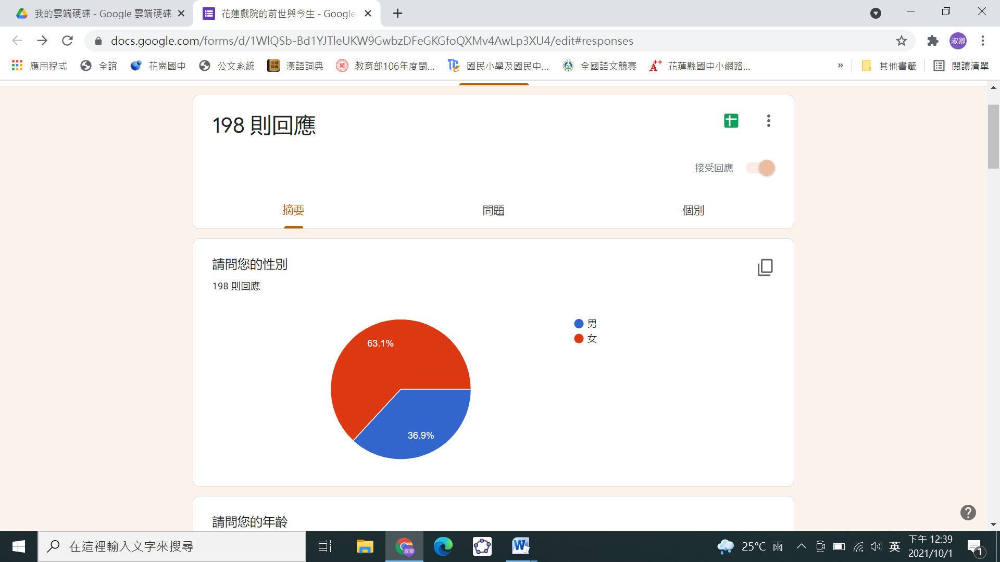 我的雲端硬碟 - Google 雲端硬碟
花蓮戲院的前世與今生 - Google
docs.google.com/forms/d/1WlQSb-Bd1YJTleUKW9GwbzDFeGKGfoQXMv4AwLp3XU4/edit#responses
淑卿
應用程式
全誼
花崗國中
公文系統
漢語詞典
教育部106年度閩...
國民小學及國民中...
全國語文競賽
花蓮縣國中小網路...
»
其他書籤
閱讀清單
198 則回應
接受回應
摘要
問題
個別
請問您的性別
198 則回應
男
女
63.1%
36.9%
請問您的年齡
在這裡輸入文字來搜尋
25°C 雨
英
下午 12:39
2021/10/1
1